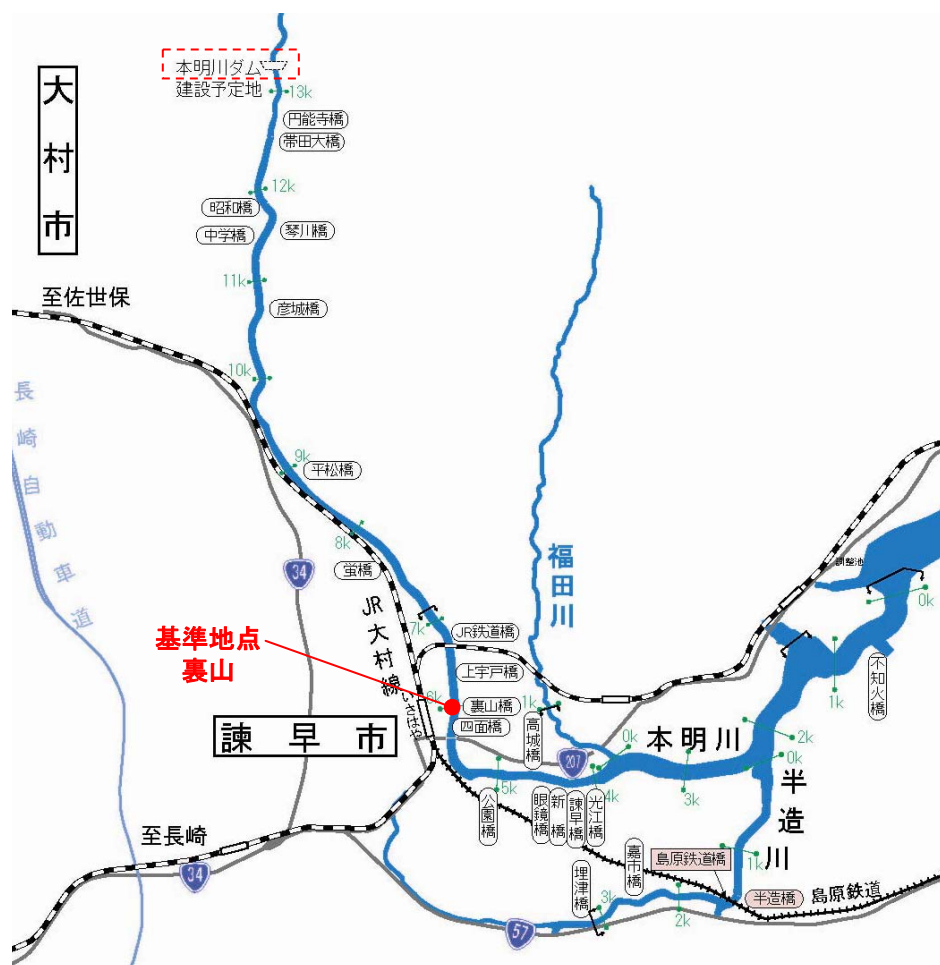 本明川ダム
建設予定地
13k
円能寺橋
帯田大橋
大村市
12k
昭和橋
中学橋
琴川橋
11k
至佐世保
彦城橋
10k
長崎自動車道
9k
平松橋
8k
34
蛍橋
福田川
調整池
0k
7k
JR鉄道橋
JR大村線
基準地点
裏山
上宇戸橋
不知火橋
1k
6k
裏山橋
1k
いさはや
四面橋
高城橋
諫早市
本明川
2k
0k
207
0k
5k
4k
3k
半造川
公園橋
眼鏡橋
新橋
諫早橋
光江橋
至長崎
1k
嘉市橋
島原鉄道橋
34
埋津橋
半造橋
島原鉄道
3k
2k
57